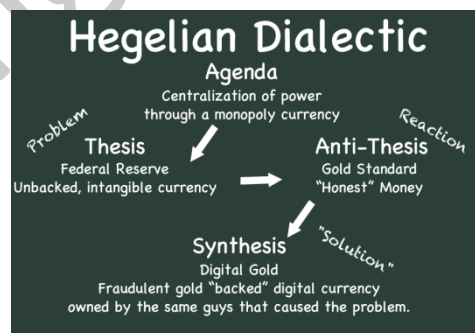 Hegelian Dialectic
Agenda
Centralization of power
through a monopoly currency
Problem
Reaction
Thesis
Federal Reserve
Unbacked, intangible currency
Anti-Thesis
Gold Standard
"Honest" Money
Synthesis
"Solution"
Digital Gold
Fraudulent gold "backed" digital currency
owned by the same guys that caused the problem.